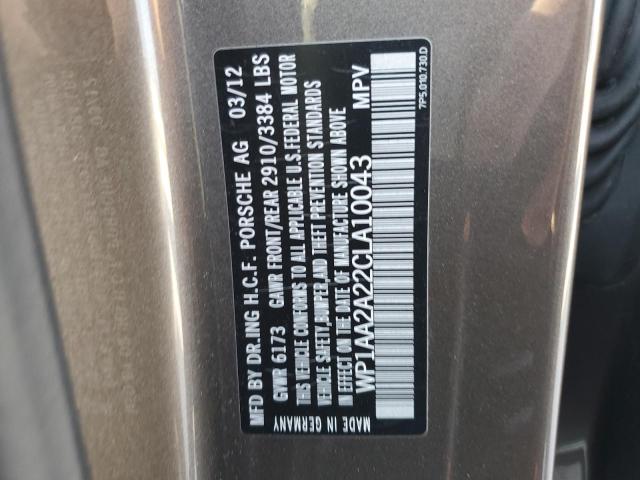 MFD BY DR.ING H.C.F. PORSCHE AG 03/12
GVWR 6173 GAWR FRONT/REAR 2910/3384 LBS
THIS VEHICLE CONFORMS TO ALL APPLICABLE U.S.FEDERAL MOTOR
VEHICLE SAFETY,BUMPER,AND THEFT PREVENTION STANDARDS
IN EFFECT ON THE DATE OF MANUFACTURE SHOWN ABOVE
WP1AA2A22CLA10043 MPV
MADE IN GERMANY
7P5.010.730.D